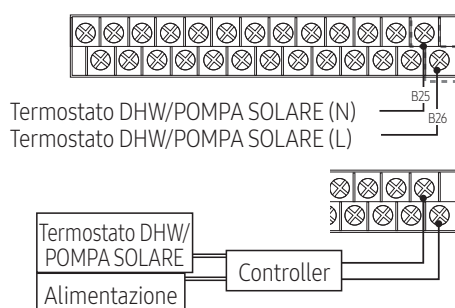 B25
Termostato DHW/POMPA SOLARE (N)
B26
Termostato DHW/POMPA SOLARE (L)
Termostato DHW/
POMPA SOLARE
Controller
Alimentazione